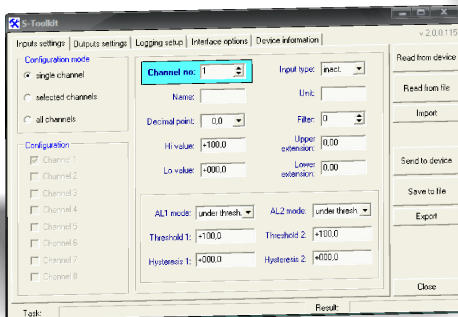 S-Toolkit
v 2.0.0.115
Inputs settings Outputs settings Logging setup Interface options Device information
Configuration mode
single channel
selected channels
all channels
Configuration
Channel 1
Channel 2
Channel 3
Channel 4
Channel 5
Channel 6
Channel 7
Channel 8
Channel no: 1
Input type: inact.
Name:
Unit:
Decimal point: 0,0
Filter: 0
Hi value: +100,0
Upper extension: 0,00
Lo value: +000,0
Lower extension: 0,00
AL1 mode: under thresh.
AL2 mode: under thresh
Threshold 1: +100,0
Threshold 2: +100,0
Hysteresis 1: +000,0
Hysteresis 2: +000,0
Read from device
Read from file
Import
Send to device
Save to file
Export
Close
Task:
Result: